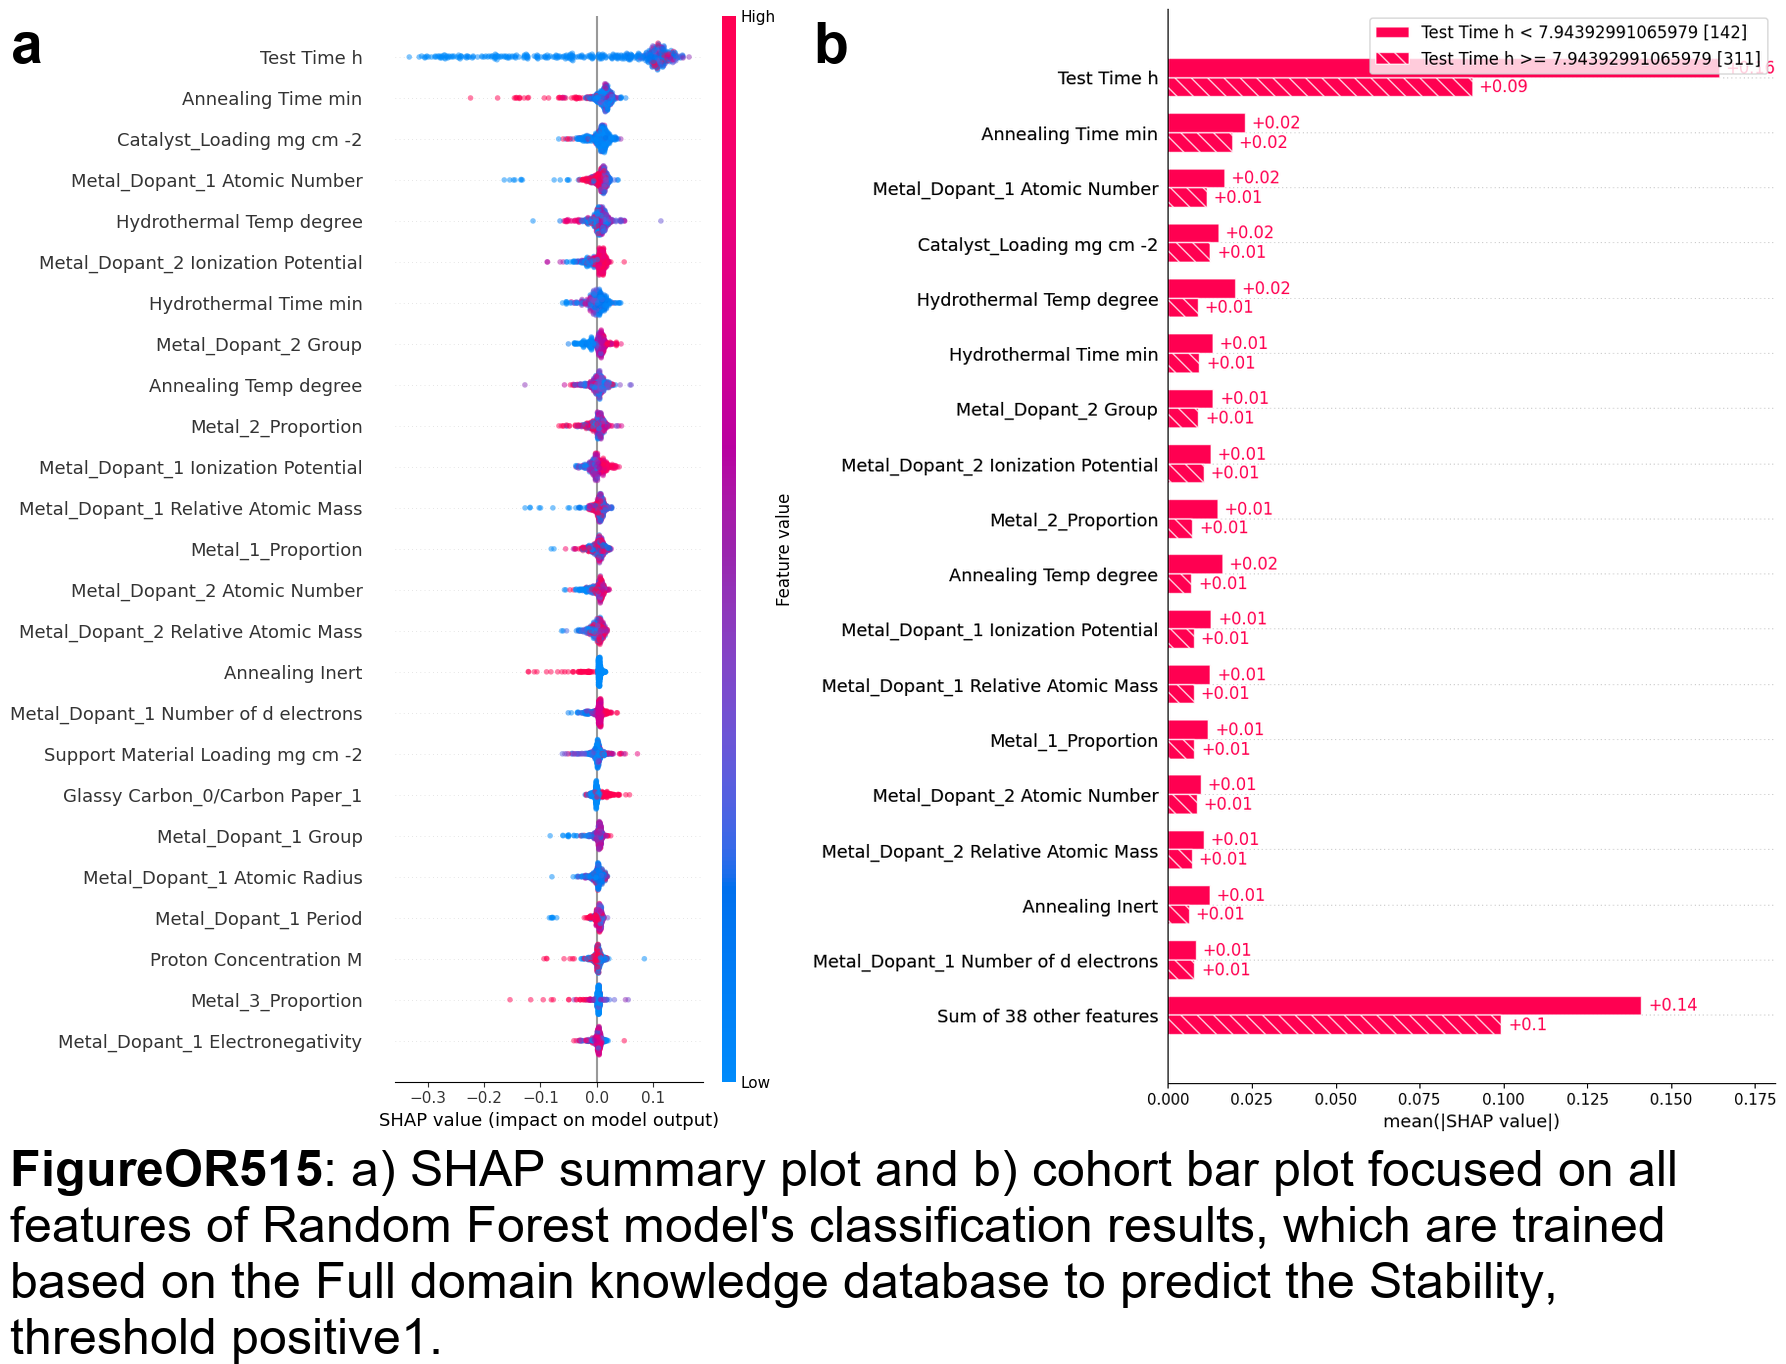 a
Test Time h
Annealing Time min
Catalyst_Loading mg cm -2
Metal_Dopant_1 Atomic Number
Hydrothermal Temp degree
Metal_Dopant_2 Ionization Potential
Hydrothermal Time min
Metal_Dopant_2 Group
Annealing Temp degree
Metal_2_Proportion
Metal_Dopant_1 Ionization Potential
Metal_Dopant_1 Relative Atomic Mass
Metal_1_Proportion
Metal_Dopant_2 Atomic Number
Metal_Dopant_2 Relative Atomic Mass
Annealing Inert
Metal_Dopant_1 Number of d electrons
Support Material Loading mg cm -2
Glassy Carbon_0/Carbon Paper_1
Metal_Dopant_1 Group
Metal_Dopant_1 Atomic Radius
Metal_Dopant_1 Period
Proton Concentration M
Metal_3_Proportion
Metal_Dopant_1 Electronegativity
−0.3 −0.2 −0.1 0.0 0.1
SHAP value (impact on model output)
High
Feature value
Low
b
Test Time h < 7.94392991065979 [142]
Test Time h >= 7.94392991065979 [311]
Test Time h
+0.16
+0.09
Annealing Time min
+0.02
+0.02
Metal_Dopant_1 Atomic Number
+0.02
+0.01
Catalyst_Loading mg cm -2
+0.02
+0.01
Hydrothermal Temp degree
+0.02
+0.01
Hydrothermal Time min
+0.01
+0.01
Metal_Dopant_2 Group
+0.01
+0.01
Metal_Dopant_2 Ionization Potential
+0.01
+0.01
Metal_2_Proportion
+0.01
+0.01
Annealing Temp degree
+0.02
+0.01
Metal_Dopant_1 Ionization Potential
+0.01
+0.01
Metal_Dopant_1 Relative Atomic Mass
+0.01
+0.01
Metal_1_Proportion
+0.01
+0.01
Metal_Dopant_2 Atomic Number
+0.01
+0.01
Metal_Dopant_2 Relative Atomic Mass
+0.01
+0.01
Annealing Inert
+0.01
+0.01
Metal_Dopant_1 Number of d electrons
+0.01
+0.01
Sum of 38 other features
+0.14
+0.1
0.000 0.025 0.050 0.075 0.100 0.125 0.150 0.175
mean(|SHAP value|)
FigureOR515: a) SHAP summary plot and b) cohort bar plot focused on all
features of Random Forest model's classification results, which are trained
based on the Full domain knowledge database to predict the Stability,
threshold positive1.